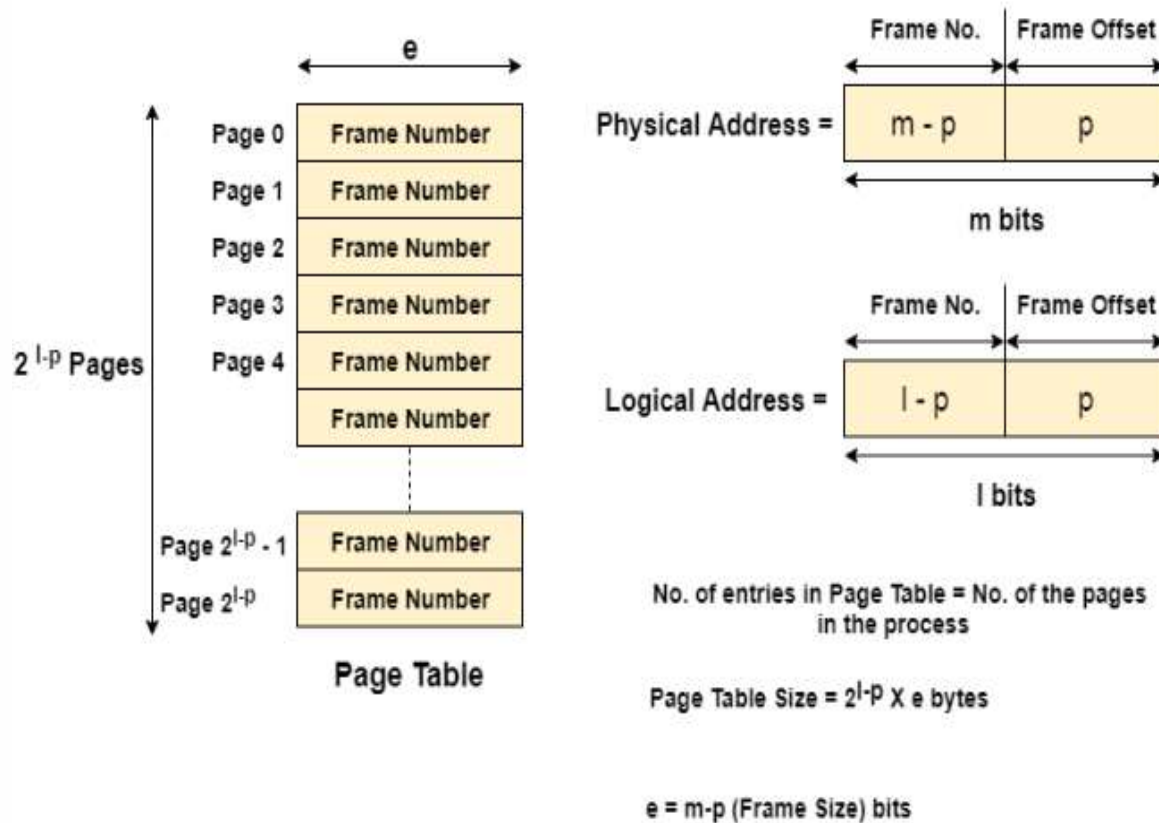 e
Page 0 Frame Number
Page 1 Frame Number
Page 2 Frame Number
Page 3 Frame Number
Page 4 Frame Number
Frame Number
2 l-p Pages
Page 2^l-p - 1 Frame Number
Page 2^l-p Frame Number
Page Table
Frame No. Frame Offset
Physical Address = m - p p
m bits
Frame No. Frame Offset
Logical Address = l - p p
l bits
No. of entries in Page Table = No. of the pages
in the process
Page Table Size = 2^l-p X e bytes
e = m-p (Frame Size) bits